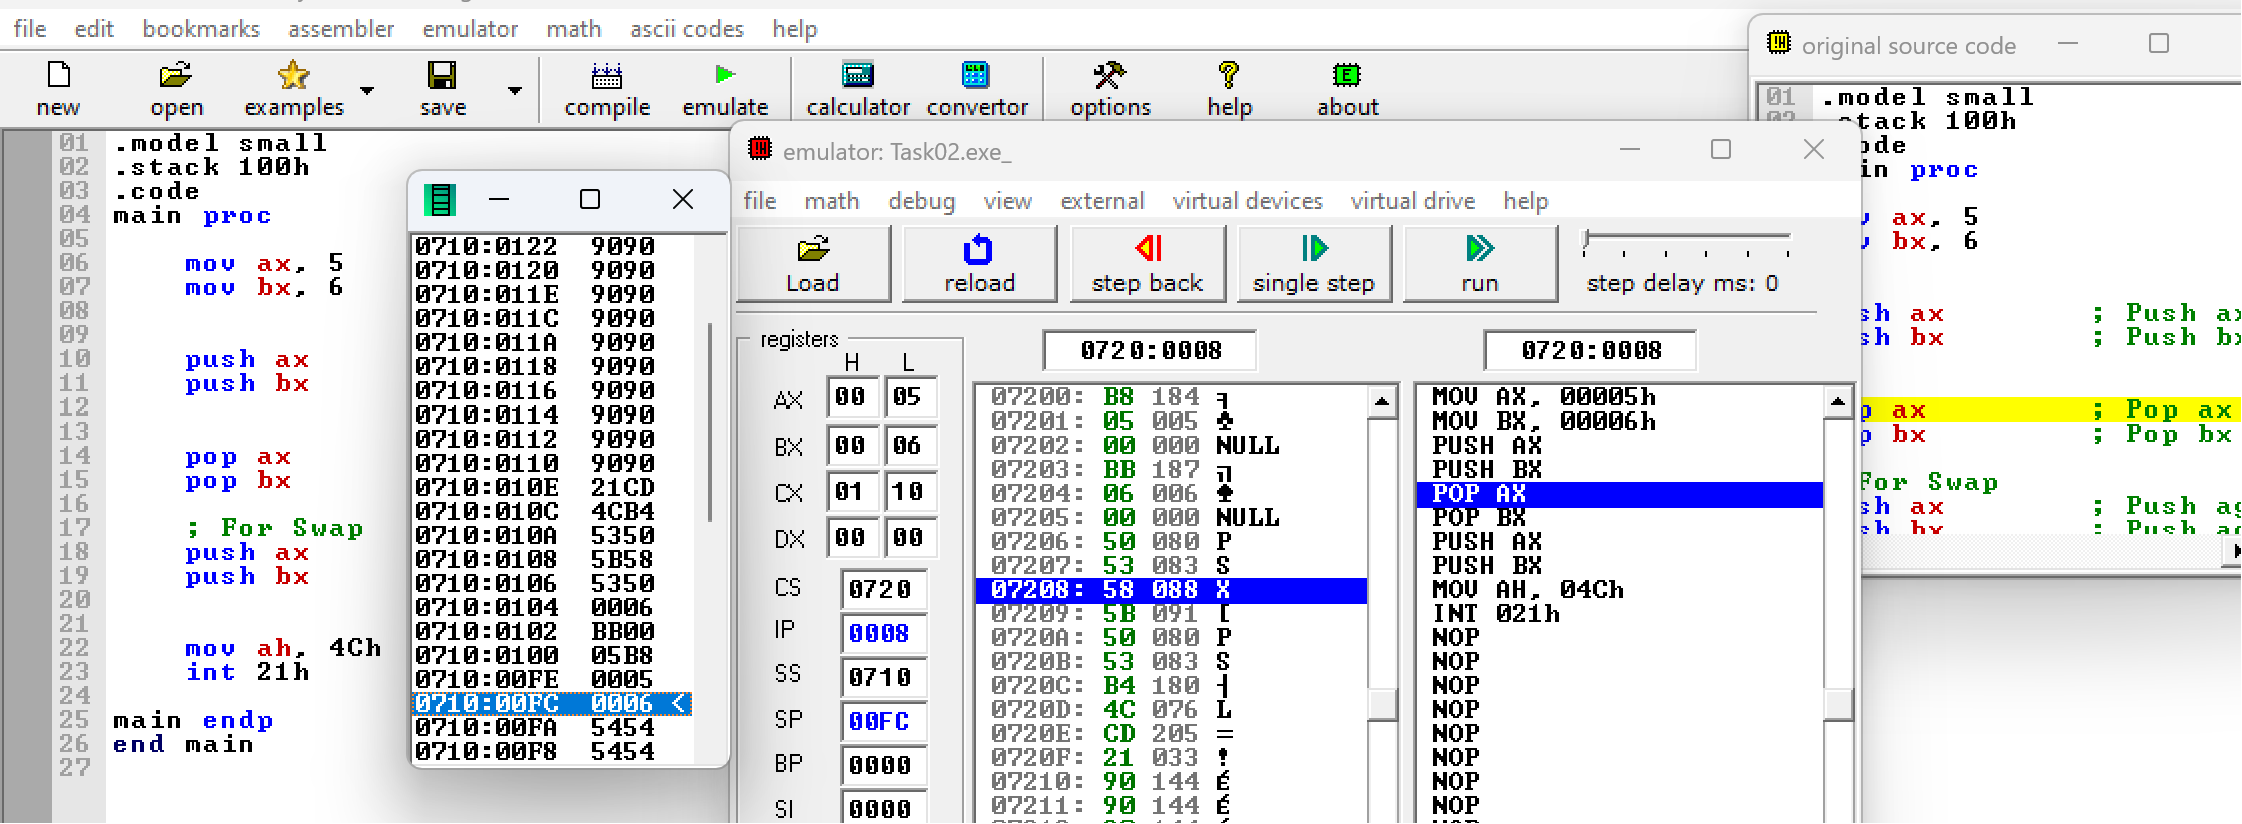 file edit bookmarks assembler emulator math ascii codes help
new open examples save compile emulate calculator convertor options help about
01 .model small
02 .stack 100h
03 .code
04 main proc
05
06 mov ax, 5
07 mov bx, 6
08
09
10 push ax
11 push bx
12
13
14 pop ax
15 pop bx
16
17 ; For Swap
18 push ax
19 push bx
20
21
22 mov ah, 4Ch
23 int 21h
24
25 main endp
26 end main
27
0710:0122 9090
0710:0120 9090
0710:011E 9090
0710:011C 9090
0710:011A 9090
0710:0118 9090
0710:0116 9090
0710:0114 9090
0710:0112 9090
0710:0110 9090
0710:010E 21CD
0710:010C 4CB4
0710:010A 5350
0710:0108 5B58
0710:0106 5350
0710:0104 0006
0710:0102 BB00
0710:0100 05B8
0710:00FE 0005
0710:00FC 0006 <
0710:00FA 5454
0710:00F8 5454
emulator: Task02.exe_
file math debug view external virtual devices virtual drive help
Load reload step back single step run step delay ms: 0
registers
H L
AX 00 05
BX 00 06
CX 01 10
DX 00 00
CS 0720
IP 0008
SS 0710
SP 00FC
BP 0000
SI 0000
0720:0008
07200: B8 184 ╕
07201: 05 005 ♣
07202: 00 000 NULL
07203: BB 187 ╗
07204: 06 006 ♠
07205: 00 000 NULL
07206: 50 080 P
07207: 53 083 S
07208: 58 088 X
07209: 5B 091 [
0720A: 50 080 P
0720B: 53 083 S
0720C: B4 180 ┤
0720D: 4C 076 L
0720E: CD 205 =
0720F: 21 033 !
07210: 90 144 É
07211: 90 144 É
0720:0008
MOV AX, 00005h
MOV BX, 00006h
PUSH AX
PUSH BX
POP AX
POP BX
PUSH AX
PUSH BX
MOV AH, 04Ch
INT 021h
NOP
NOP
NOP
NOP
NOP
NOP
NOP
NOP
original source code
01 .model small
02 .stack 100h
ode
in proc
ax, 5
bx, 6
sh ax ; Push ax
sh bx ; Push bx
p ax ; Pop ax
p bx ; Pop bx
For Swap
sh ax ; Push ag
sh bx ; Push ag